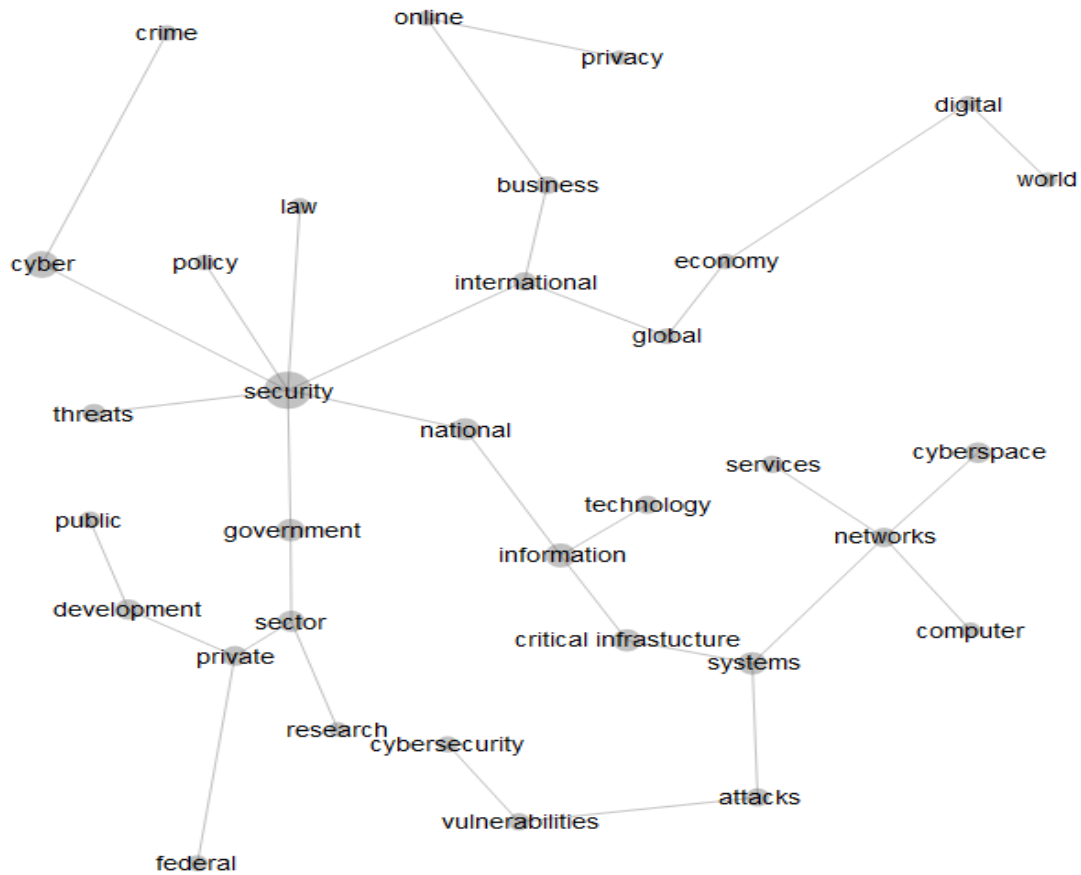 online
crime
privacy
digital
world
business
law
policy
cyber
economy
international
global
security
threats
national
cyberspace
services
technology
public
government
networks
information
development
sector
computer
critical infrastucture
private
systems
research
cybersecurity
attacks
vulnerabilities
federal